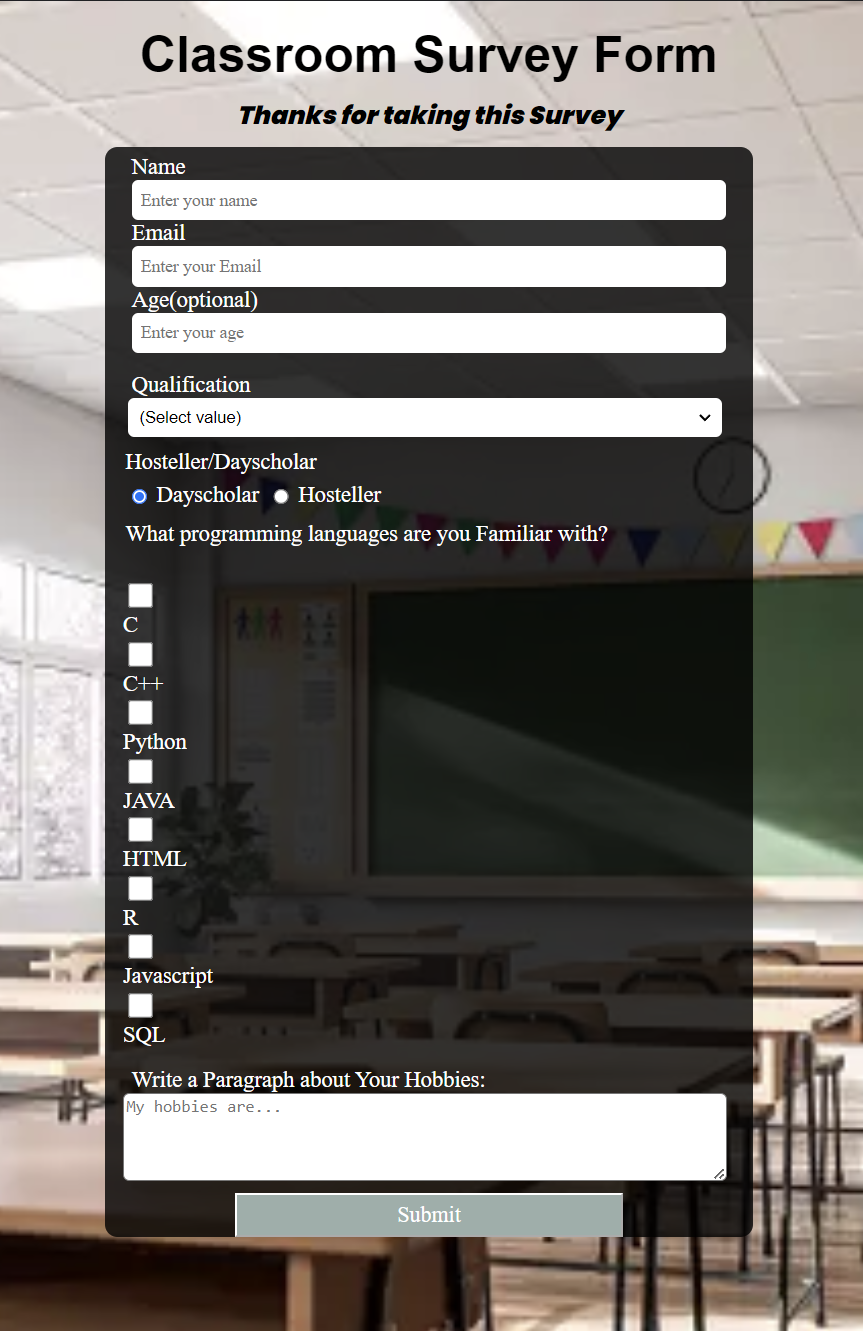 Classroom Survey Form
Thanks for taking this Survey
Name
Enter your name
Email
Enter your Email
Age(optional)
Enter your age
Qualification
(Select value)
Hosteller/Dayscholar
Dayscholar Hosteller
What programming languages are you Familiar with?
C
C++
Python
JAVA
HTML
R
Javascript
SQL
Write a Paragraph about Your Hobbies:
My hobbies are...
Submit